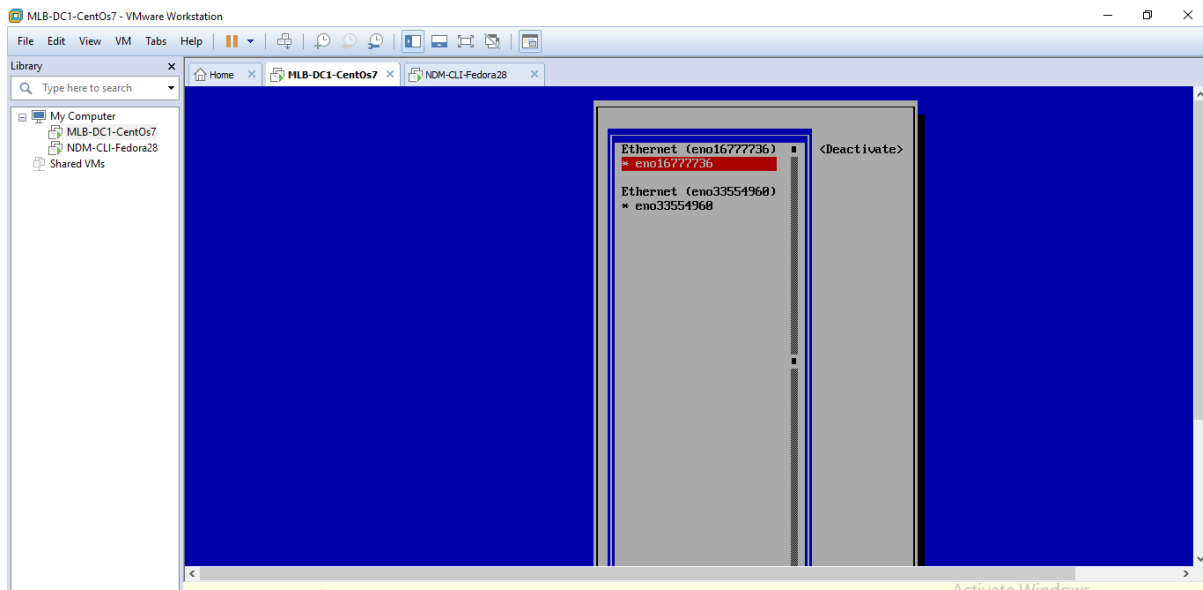 MLB-DC1-CentOs7 - VMware Workstation
File Edit View VM Tabs Help
Library
Home
MLB-DC1-CentOs7
NDM-CLI-Fedora28
Type here to search
My Computer
MLB-DC1-CentOs7
NDM-CLI-Fedora28
Shared VMs
Ethernet (eno16777736)
* eno16777736
Ethernet (eno33554960)
* eno33554960
<Deactivate>
Activate Windows